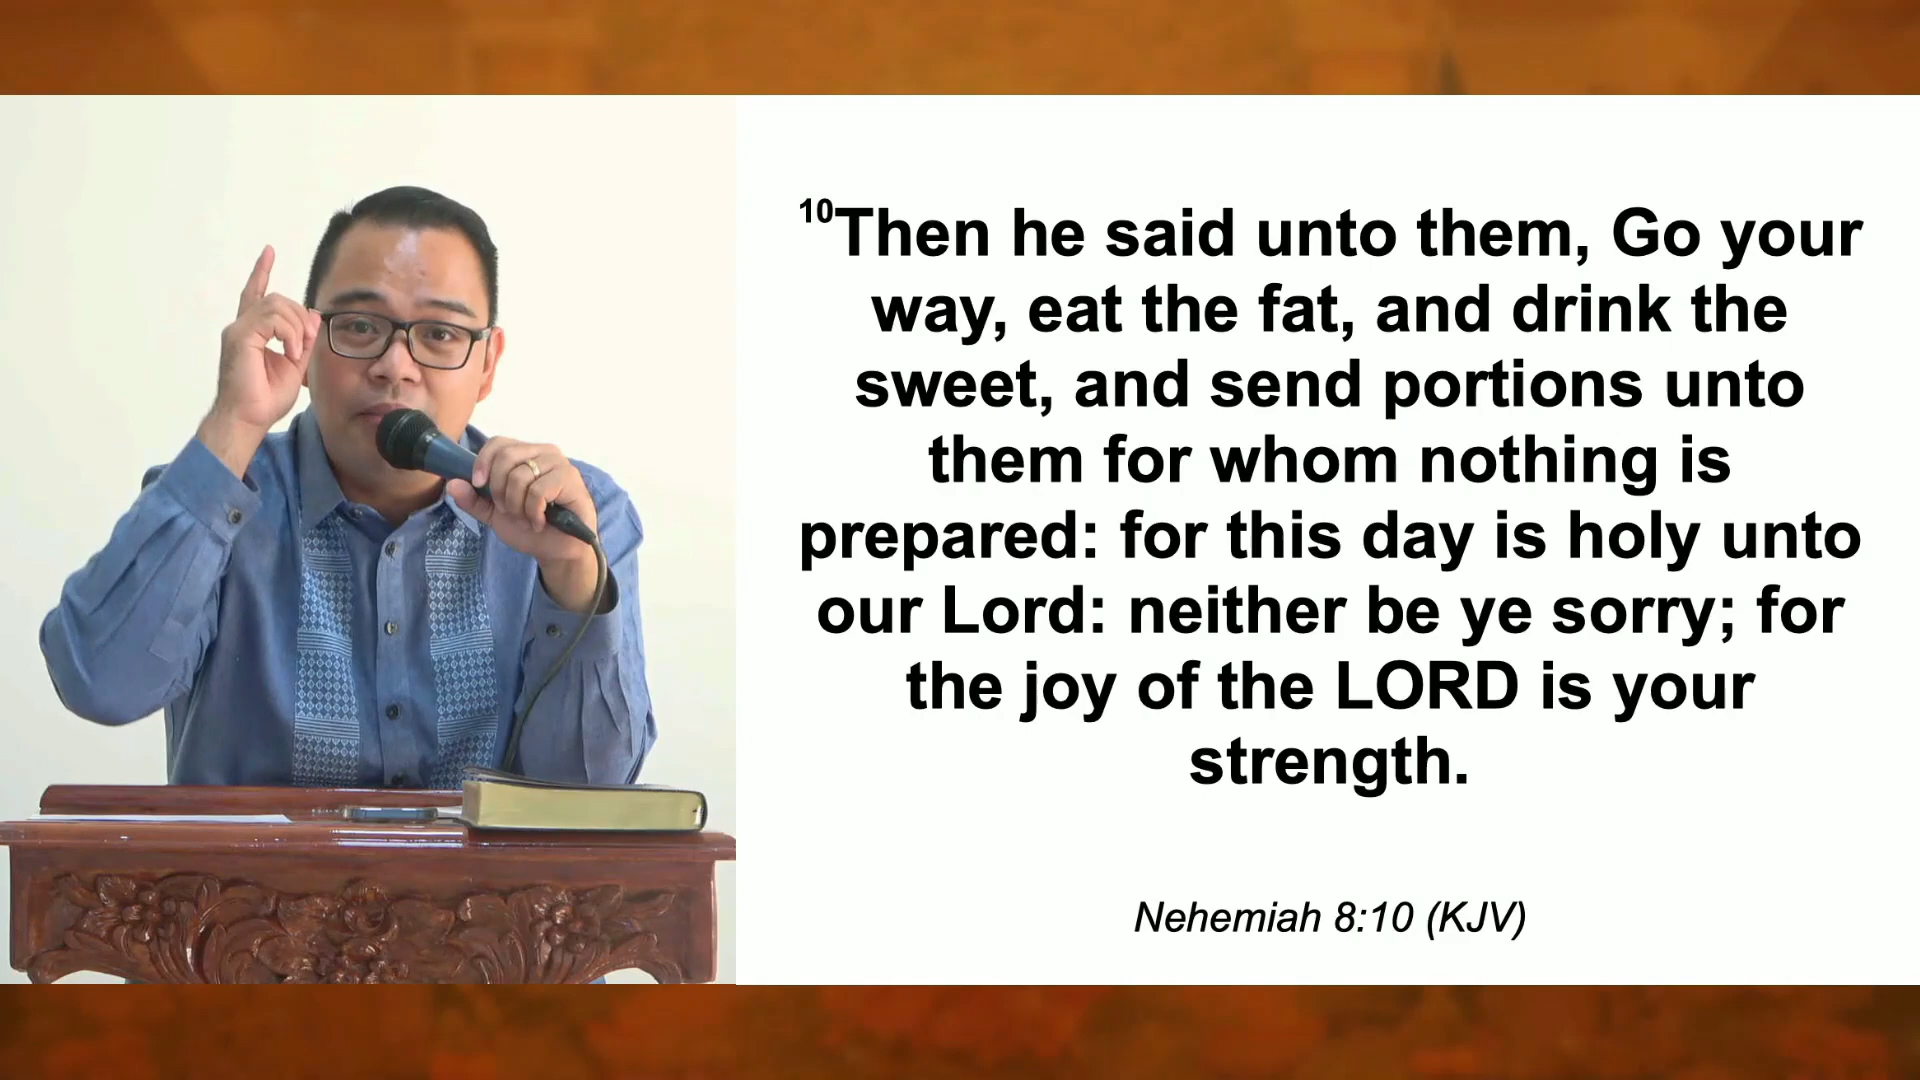 10Then he said unto them, Go your
way, eat the fat, and drink the
sweet, and send portions unto
them for whom nothing is
prepared: for this day is holy unto
our Lord: neither be ye sorry; for
the joy of the LORD is your
strength.
Nehemiah 8:10 (KJV)